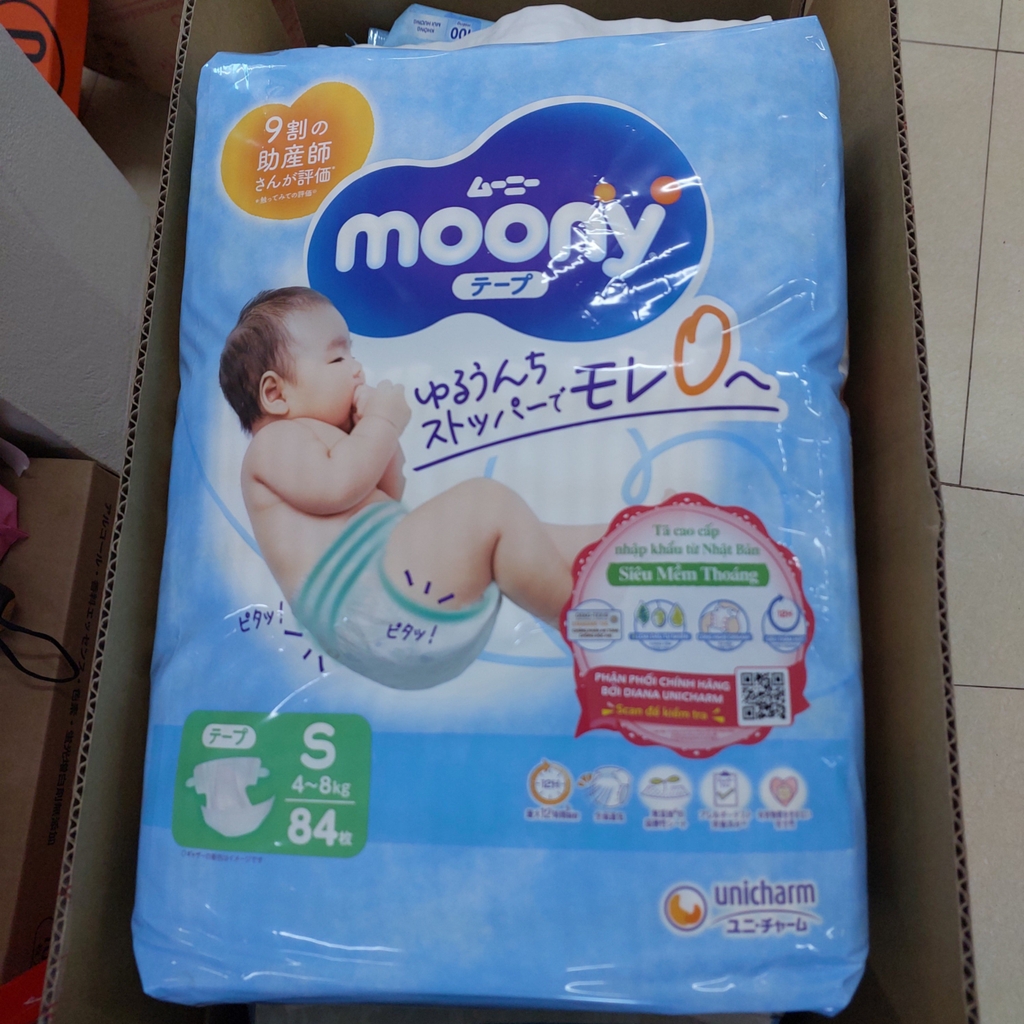 9割の
助産師
さんが評価
ムーニー
moony
テープ
ゆるうんち
ストッパーで モレ0へ
ピタッ!
ピタッ!
Tã cao cấp
nhập khẩu từ Nhật Bản
Siêu Mềm Thoáng
12H
PHÂN PHỐI CHÍNH HÃNG
BỞI DIANA UNICHARM
Scan để kiểm tra
テープ
S
4~8kg
84枚
12H
unicharm
ユニ・チャーム